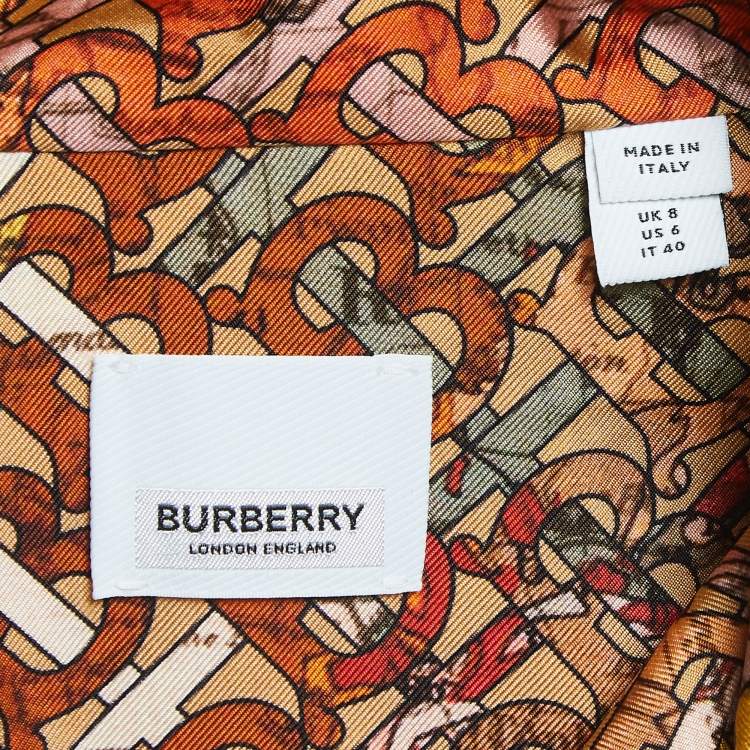 MADE IN
ITALY
UK 8
US 6
IT 40
BURBERRY
LONDON ENGLAND